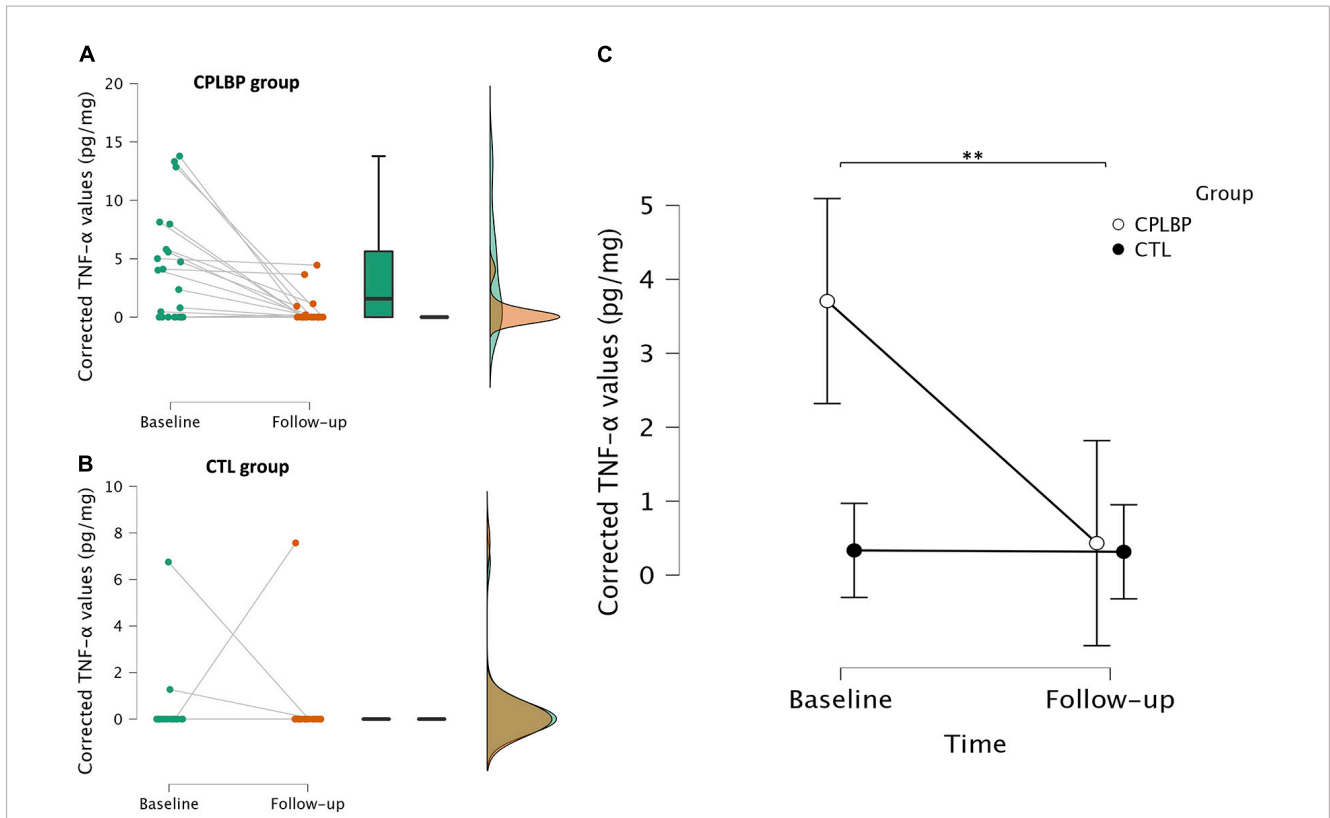 A
CPLBP group
Corrected TNF-α values (pg/mg)
20
15
10
5
0
Baseline Follow-up
B
CTL group
Corrected TNF-α values (pg/mg)
10
8
6
4
2
0
Baseline Follow-up
C
**
Group
CPLBP
CTL
Corrected TNF-α values (pg/mg)
5
4
3
2
1
0
Baseline Follow-up
Time